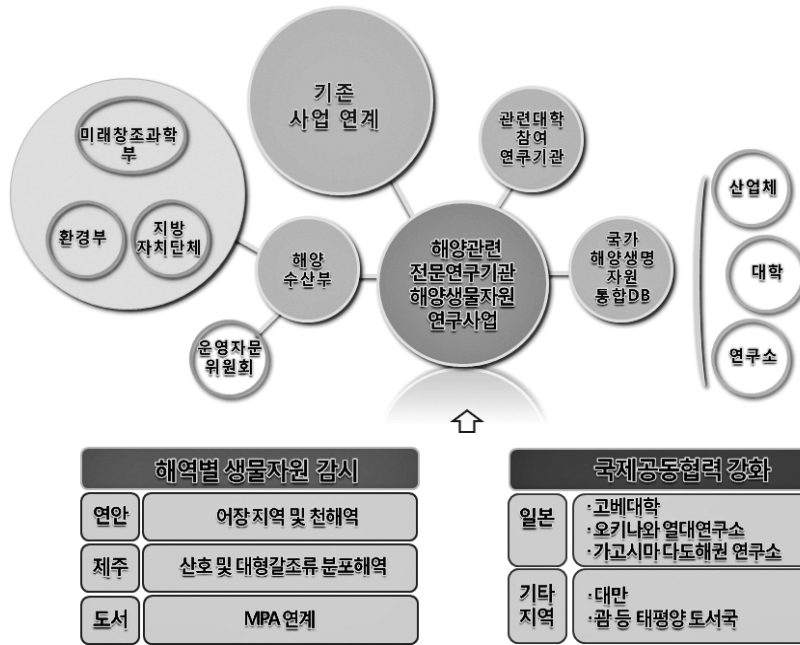 기존
사업 연계
관련대학
참여
연구기관
미래창조과학
부
환경부
지방
자치단체
해양
수산부
운영자문
위원회
해양관련
전문연구기관
해양생물자원
연구사업
국가
해양생명
자원
통합DB
산업체
대학
연구소
해역별 생물자원 감시
연안
어장 지역 및 천해역
제주
산호 및 대형갈조류 분포해역
도서
MPA 연계
국제공동협력 강화
일본
·고베대학
·오키나와 열대연구소
·가고시마 다도해권 연구소
기타
지역
·대만
·괌 등 태평양 도서국